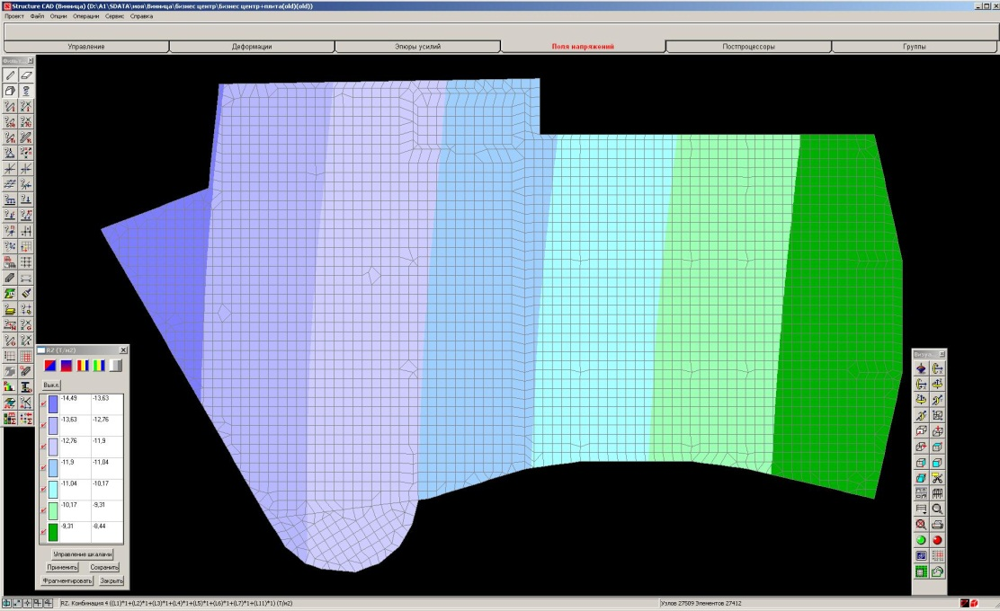 Structure CAD (Винница) (D:\A1\SDATA\моя\Винница\бизнес центр\Бизнес центр+плита(old)(old))
Проект Файл Опции Операции Сервис Справка
Управление Деформации Эпюры усилий Поля напряжений Постпроцессоры Группы
RZ (Т/м2)
Выкл.
-14,49 -13,63
-13,63 -12,76
-12,76 -11,9
-11,9 -11,04
-11,04 -10,17
-10,17 -9,31
-9,31 -8,44
Управление шкалами
Применить Сохранить
Фрагментировать Закрыть
RZ. Комбинация 4 ((L1)*1+(L2)*1+(L3)*1+(L4)*1+(L5)*1+(L6)*1+(L7)*1+(L11)*1) (Т/м2)
Узлов 27509 Элементов 27412